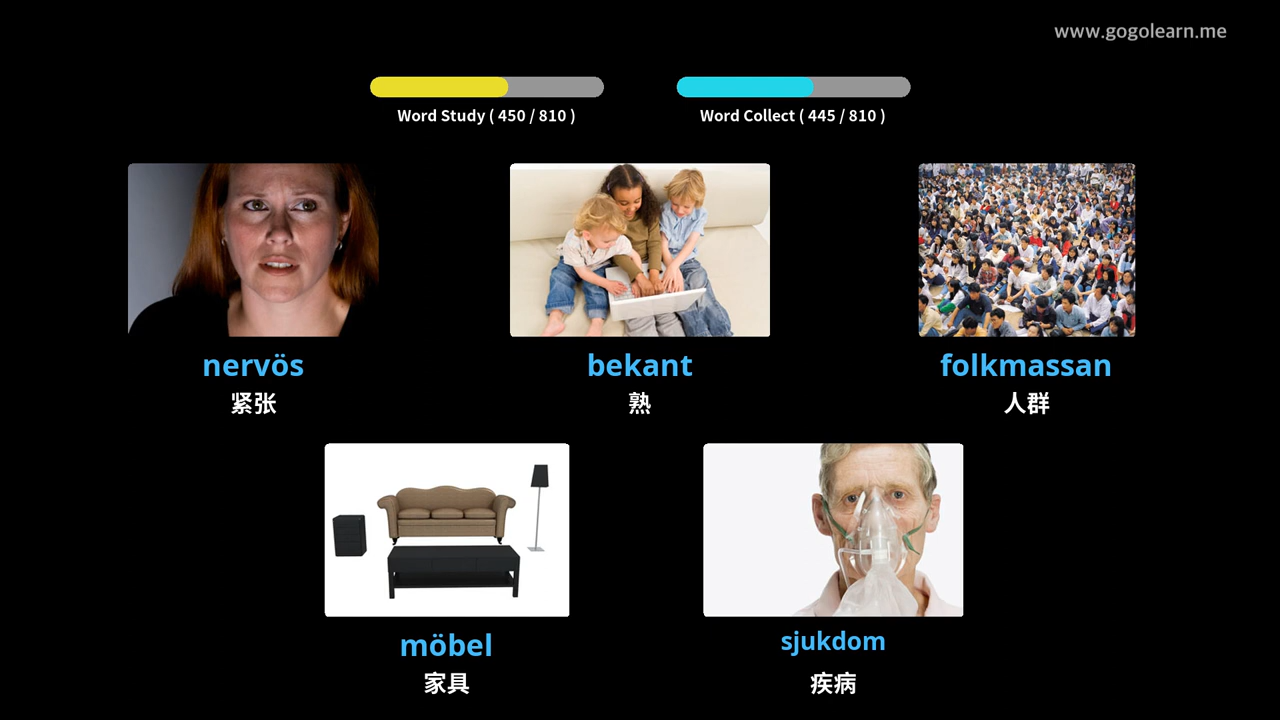 www.gogolearn.me
Word Study ( 450 / 810 )
Word Collect ( 445 / 810 )
nervös
紧张
bekant
熟
folkmassan
人群
möbel
家具
sjukdom
疾病